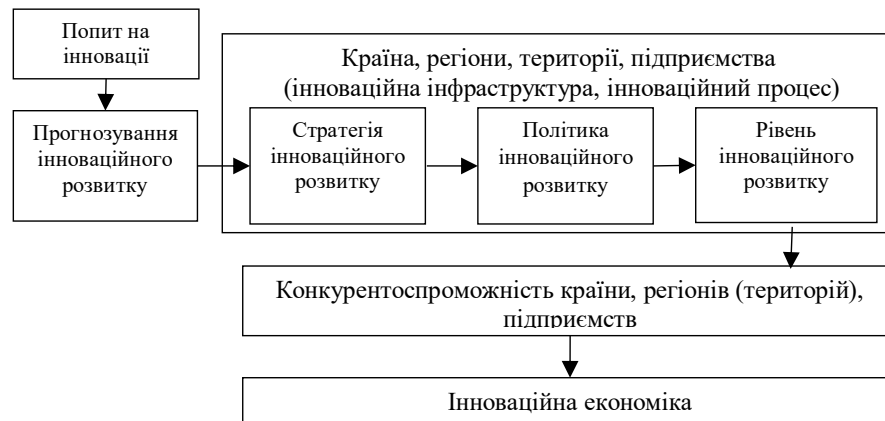 Попит на
інновації
Країна, регіони, території, підприємства
(інноваційна інфраструктура, інноваційний процес)
Прогнозування
інноваційного
розвитку
Стратегія
інноваційного
розвитку
Політика
інноваційного
розвитку
Рівень
інноваційного
розвитку
Конкурентоспроможність країни, регіонів (територій),
підприємств
Інноваційна економіка